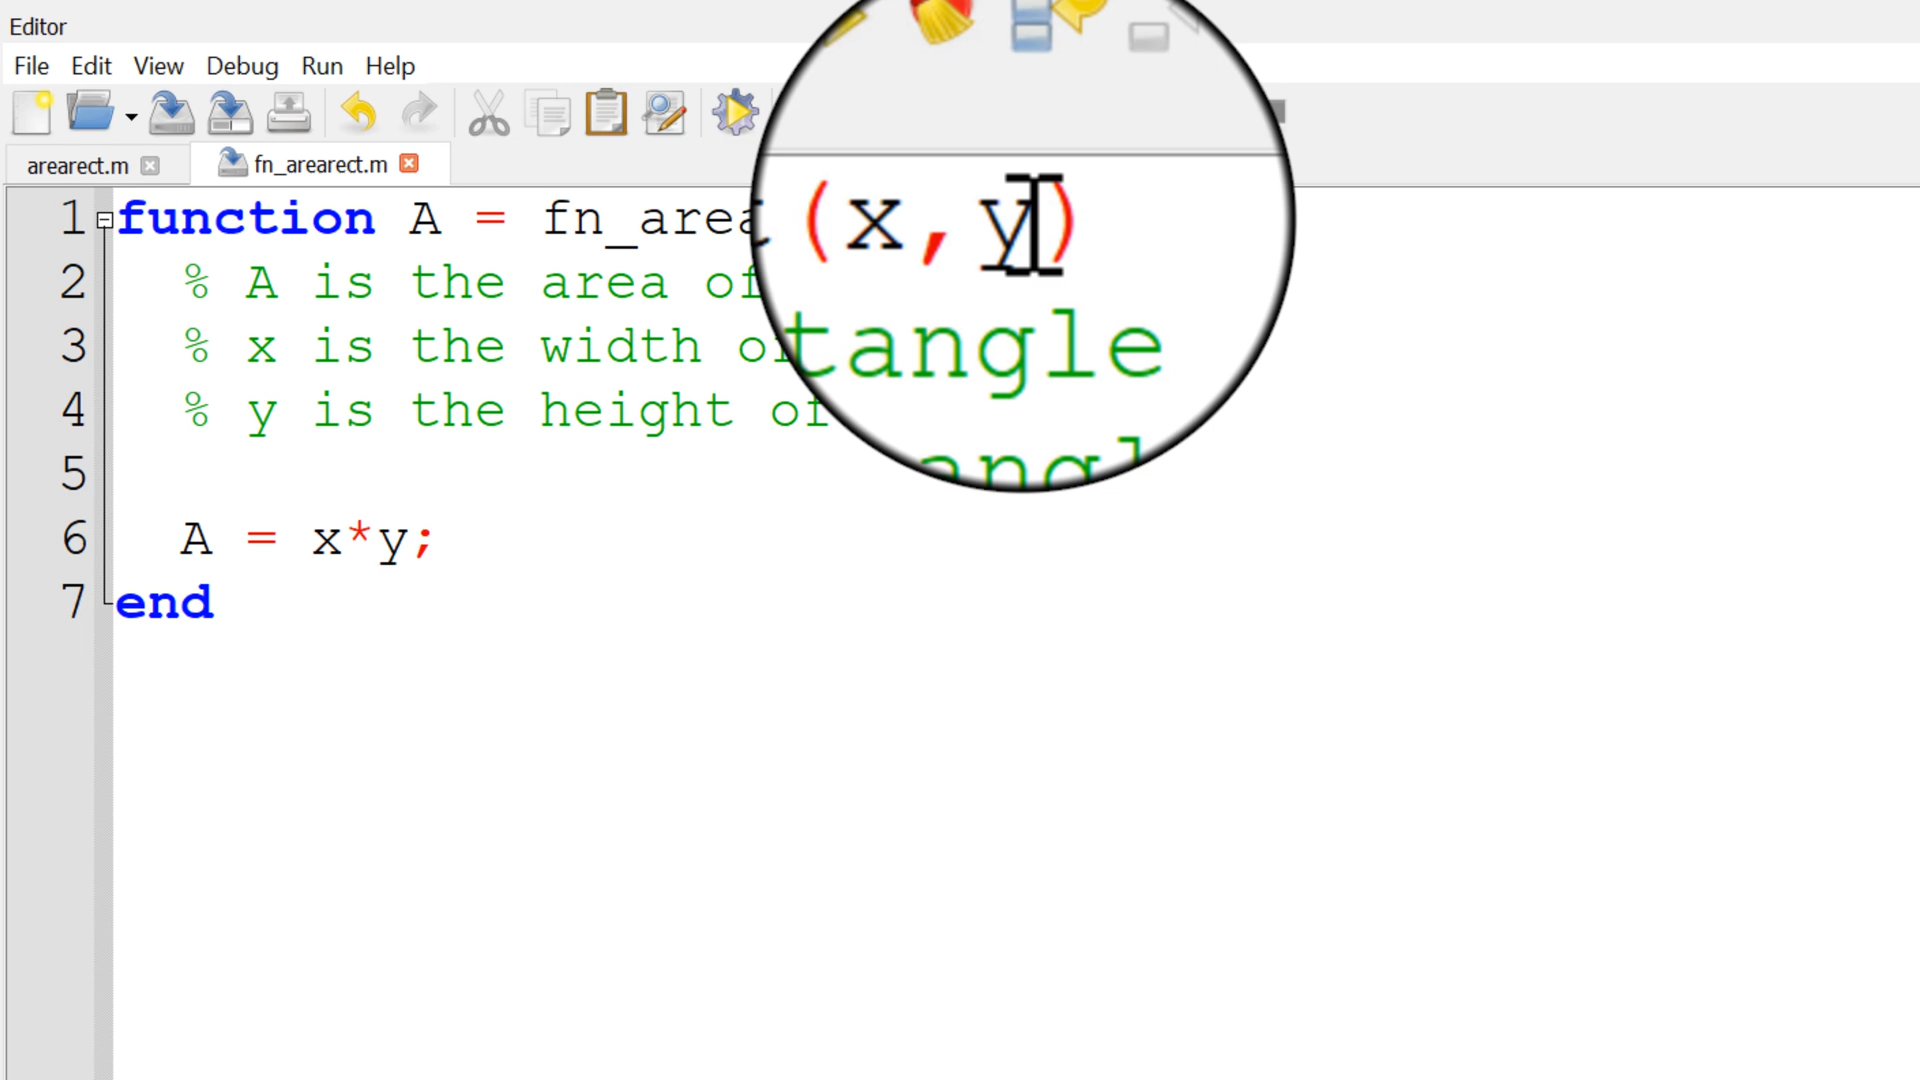 Editor
File Edit View Debug Run Help
arearect.m fn_arearect.m
1 function A = fn_area (x,y)
2 % A is the area of
tangle
3 % x is the width of
4 % y is the height of
5
6 A = x*y;
7 end